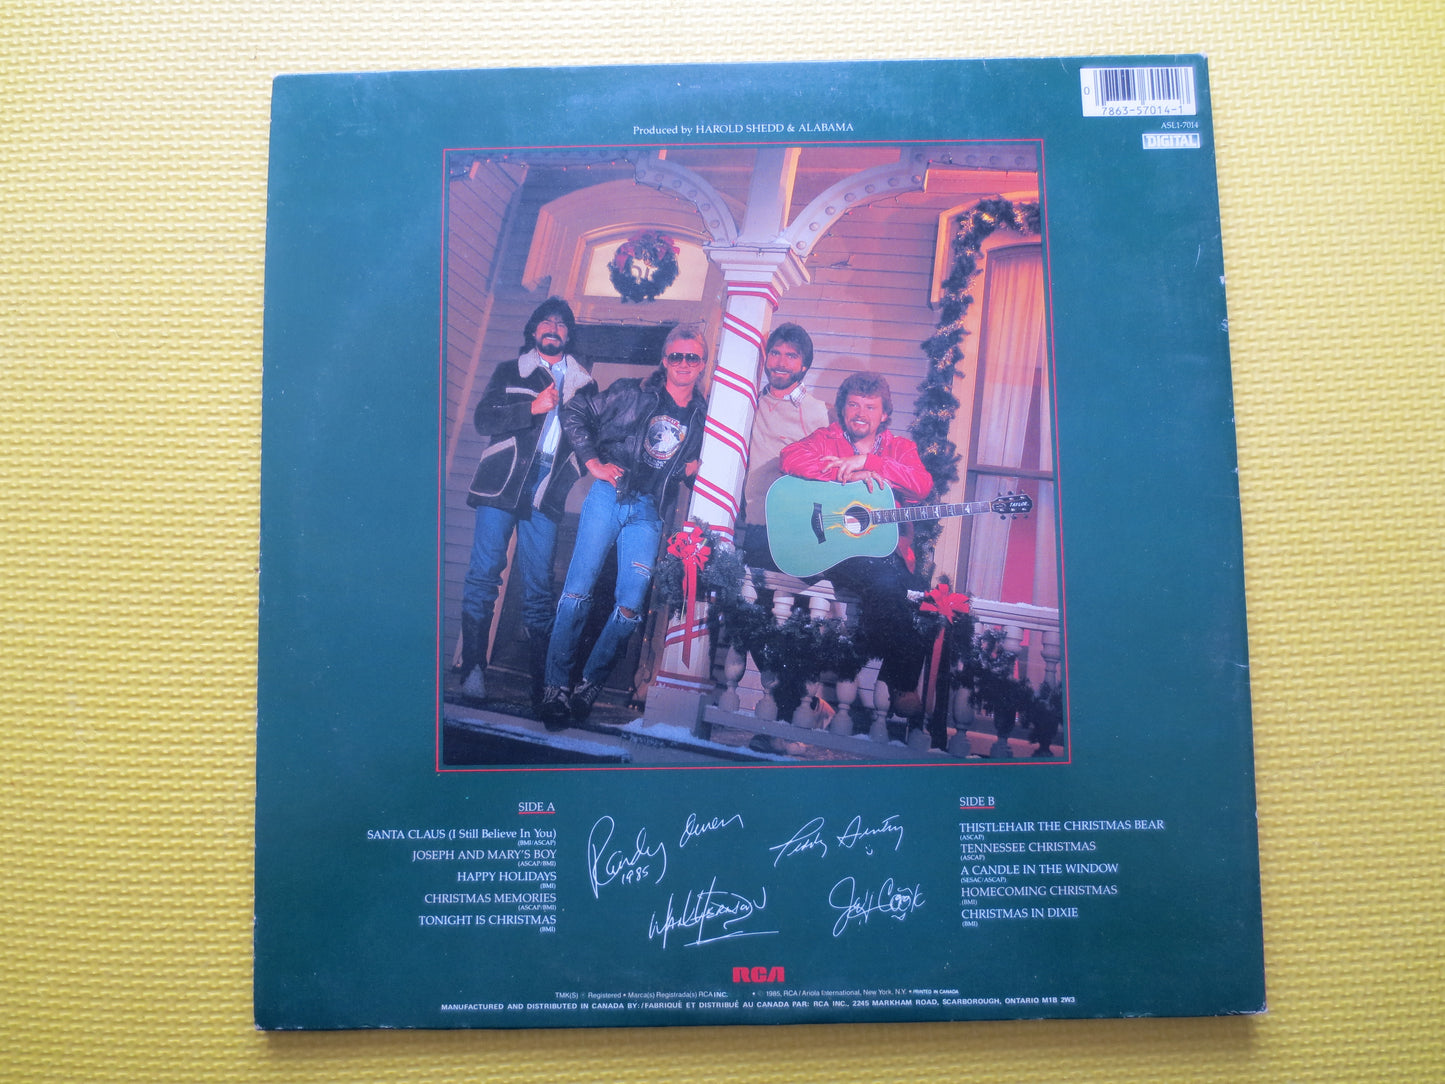 0
7863-57014-1
ASL1-7014
DIGITAL
Produced by HAROLD SHEDD & ALABAMA
TAYLOR
SIDE A
SANTA CLAUS (I Still Believe In You)
(BMI/ASCAP)
JOSEPH AND MARY'S BOY
(ASCAP/BMI)
HAPPY HOLIDAYS
(BMI)
CHRISTMAS MEMORIES
(ASCAP/BMI)
TONIGHT IS CHRISTMAS
(BMI)
Randy Owen
1985
Teddy Gentry
Mark Herndon
Jeff Cook
SIDE B
THISTLEHAIR THE CHRISTMAS BEAR
(ASCAP)
TENNESSEE CHRISTMAS
(ASCAP)
A CANDLE IN THE WINDOW
(SESAC/ASCAP)
HOMECOMING CHRISTMAS
(BMI)
CHRISTMAS IN DIXIE
(BMI)
RCA
TMK(S) ® Registered • Marca(s) Registrada(s) RCA INC. • © 1985, RCA/Ariola International, New York, N.Y. • PRINTED IN CANADA
MANUFACTURED AND DISTRIBUTED IN CANADA BY:/FABRIQUÉ ET DISTRIBUÉ AU CANADA PAR: RCA INC., 2245 MARKHAM ROAD, SCARBOROUGH, ONTARIO M1B 2W3